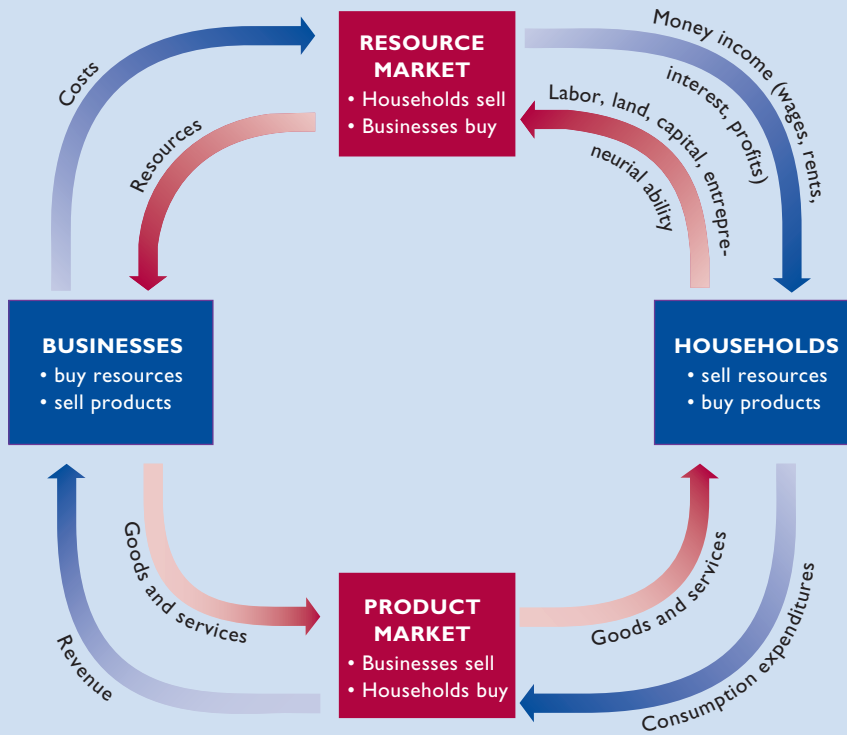 Costs
RESOURCE
MARKET
• Households sell
• Businesses buy
Money income (wages, rents,
interest, profits)
Resources
Labor, land, capital, entrepre-
neurial ability
BUSINESSES
• buy resources
• sell products
HOUSEHOLDS
• sell resources
• buy products
Goods and services
Revenue
PRODUCT
MARKET
• Businesses sell
• Households buy
Goods and services
Consumption expenditures